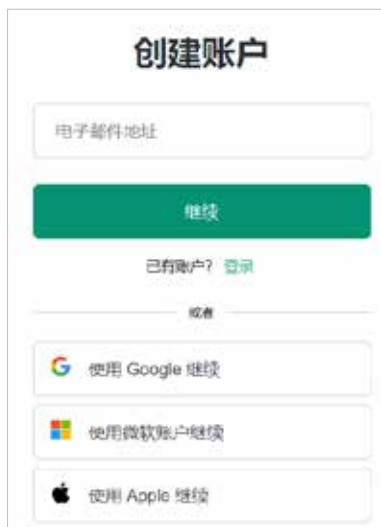 创建账户
电子邮件地址
继续
已有账户? 登录
或者
使用 Google 继续
使用微软账户继续
使用 Apple 继续